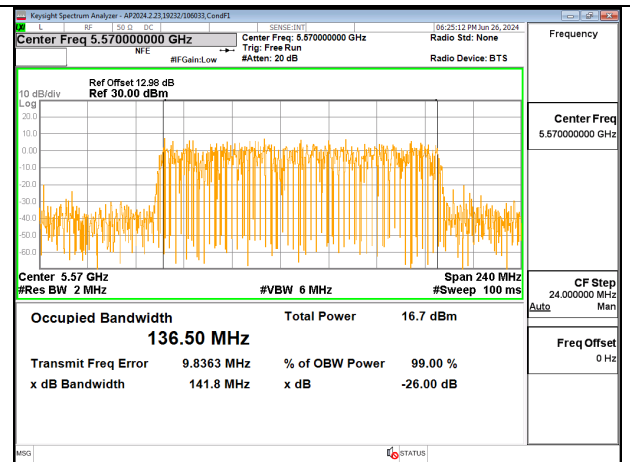 Keysight Spectrum Analyzer - AP2024.2.23,19232/106033,CondF1
L RF 50 Ω DC SENSE:INT 06:25:12 PM Jun 26, 2024
Center Freq 5.570000000 GHz
Center Freq: 5.570000000 GHz
Radio Std: None
NFE
Trig: Free Run
#IFGain:Low
#Atten: 20 dB
Radio Device: BTS
Frequency
Ref Offset 12.98 dB
10 dB/div Ref 30.00 dBm
Log
20.0
10.0
0.00
-10.0
-20.0
-30.0
-40.0
-50.0
-60.0
Center Freq
5.570000000 GHz
Center 5.57 GHz Span 240 MHz
#Res BW 2 MHz #VBW 6 MHz #Sweep 100 ms
CF Step
24.000000 MHz
Auto Man
Occupied Bandwidth Total Power 16.7 dBm
136.50 MHz
Transmit Freq Error 9.8363 MHz % of OBW Power 99.00 %
x dB Bandwidth 141.8 MHz x dB -26.00 dB
Freq Offset
0 Hz
MSG STATUS